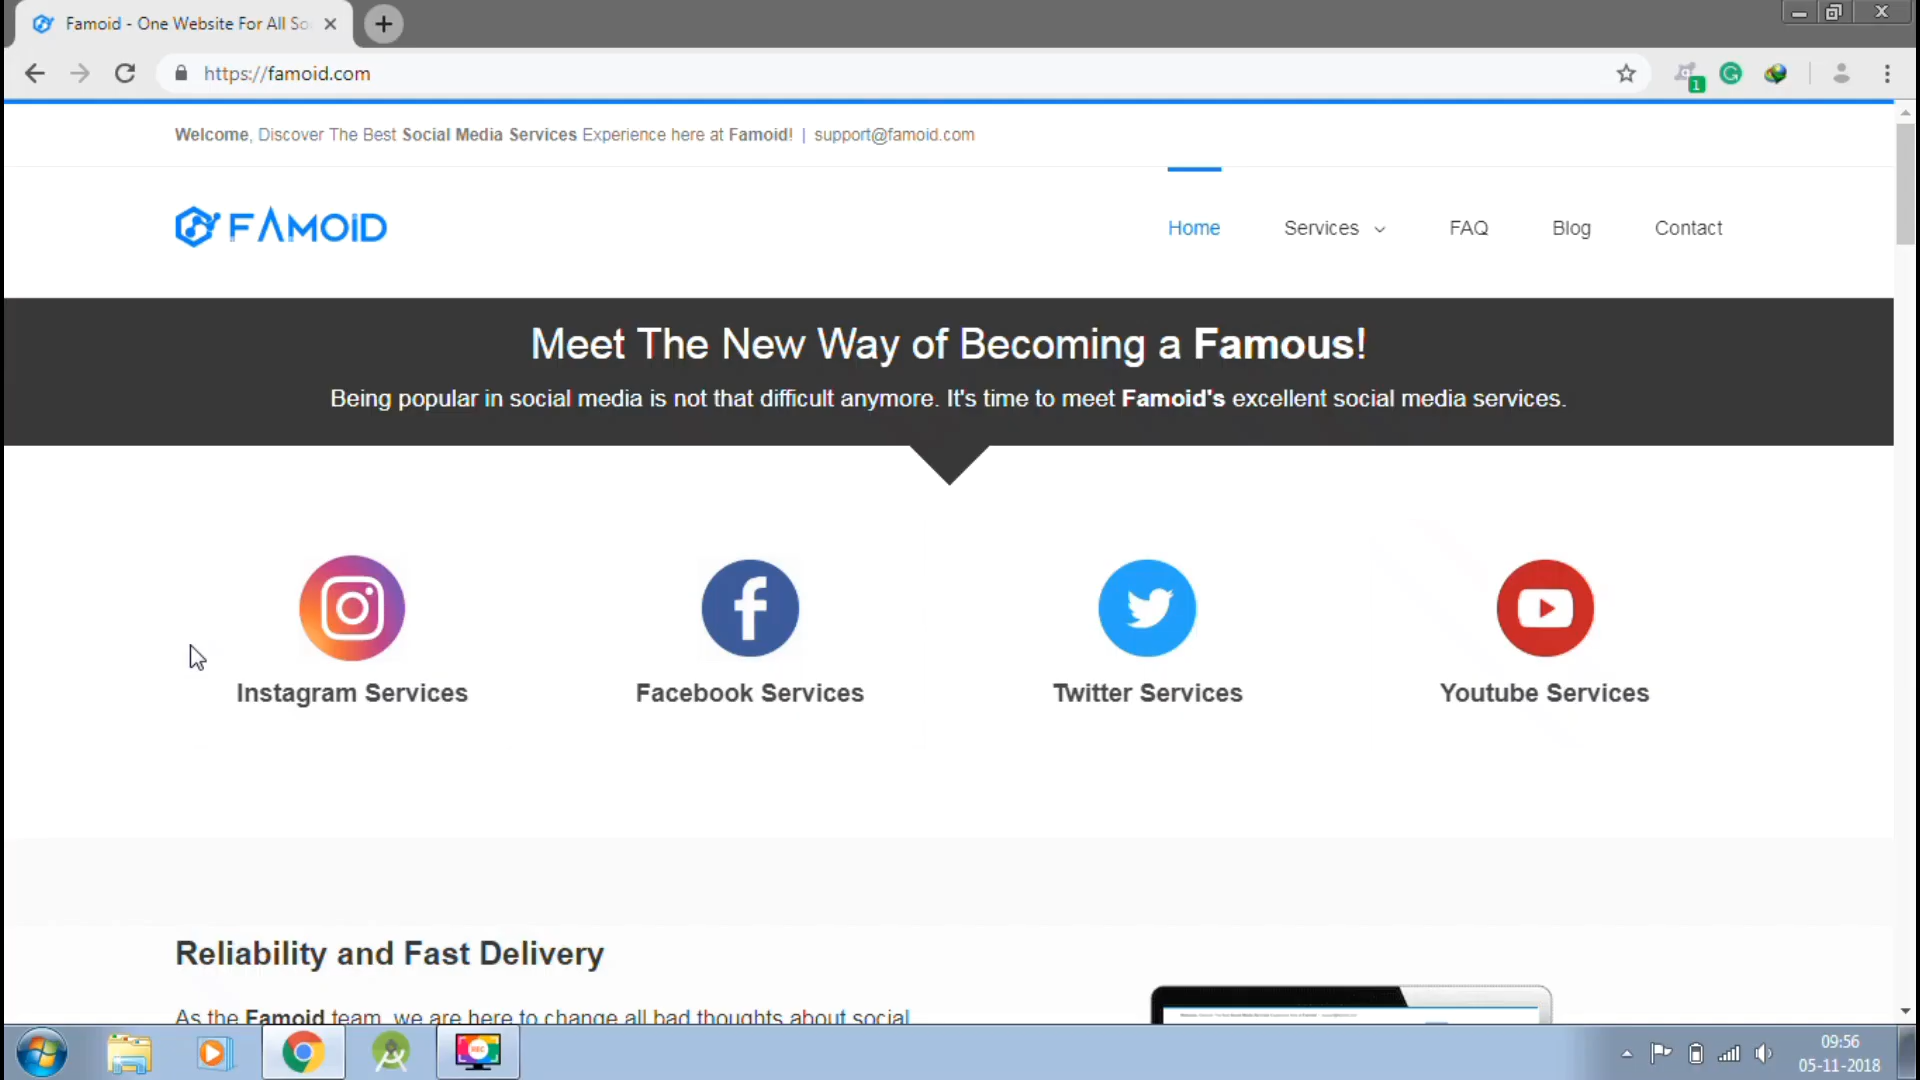 Famoid - One Website For All So
https://famoid.com
1
Welcome, Discover The Best Social Media Services Experience here at Famoid! | support@famoid.com
FAMOID
Home Services FAQ Blog Contact
Meet The New Way of Becoming a Famous!
Being popular in social media is not that difficult anymore. It's time to meet Famoid's excellent social media services.
Instagram Services Facebook Services Twitter Services Youtube Services
Reliability and Fast Delivery
As the Famoid team, we are here to change all bad thoughts about social
REC
09:56
05-11-2018